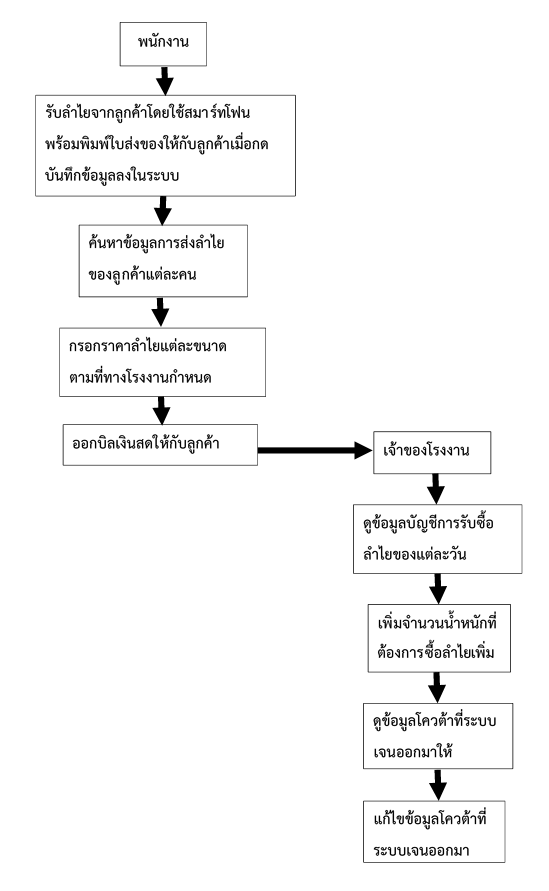 พนักงาน
รับลำไยจากลูกค้าโดยใช้สมาร์ทโฟน
พร้อมพิมพ์ใบส่งของให้กับลูกค้าเมื่อกด
บันทึกข้อมูลลงในระบบ
ค้นหาข้อมูลการส่งลำไย
ของลูกค้าแต่ละคน
กรอกราคาลำไยแต่ละขนาด
ตามที่ทางโรงงานกำหนด
ออกบิลเงินสดให้กับลูกค้า
เจ้าของโรงงาน
ดูข้อมูลบัญชีการรับซื้อ
ลำไยของแต่ละวัน
เพิ่มจำนวนน้ำหนักที่
ต้องการซื้อลำไยเพิ่ม
ดูข้อมูลโควต้าที่ระบบ
เจนออกมาให้
แก้ไขข้อมูลโควต้าที่
ระบบเจนออกมา